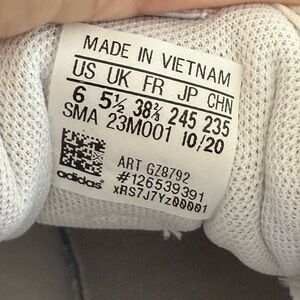 MADE IN VIETNAM
US UK FR JP CHN
6 5½ 38⅔ 245 235
SMA 23M001 10/20
ART GZ8792
#126539391
xRS7J7Yz00001
adidas